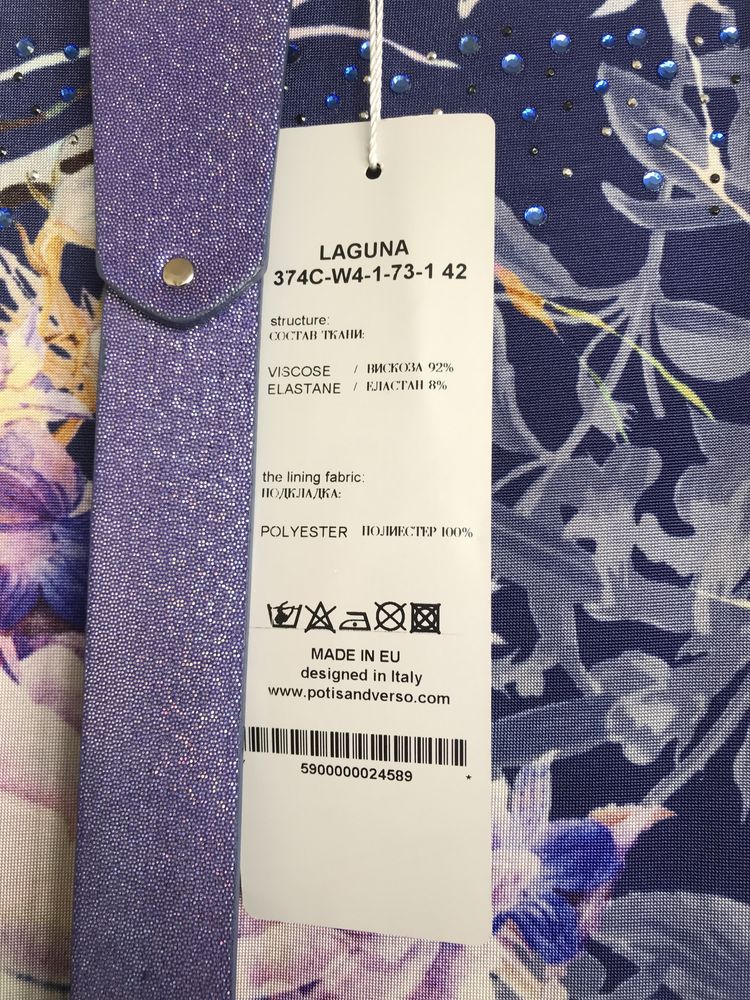 LAGUNA
374C-W4-1-73-1 42
structure:
СОСТАВ ТКАНИ:
VISCOSE / ВИСКОЗА 92%
ELASTANE / ЕЛАСТАН 8%
the lining fabric:
ПОДКЛАДКА:
POLYESTER ПОЛИЕСТЕР 100%
MADE IN EU
designed in Italy
www.potisandverso.com
5900000024589 *